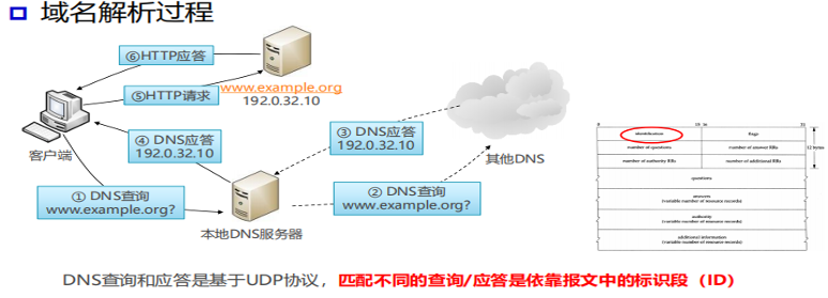 域名解析过程
⑥HTTP应答
www.example.org
192.0.32.10
⑤HTTP请求
客户端
④ DNS应答
192.0.32.10
③ DNS应答
192.0.32.10
其他DNS
① DNS查询
www.example.org?
② DNS查询
www.example.org?
本地DNS服务器
0 15 16 31
identification flags
number of questions number of answer RRs
number of authority RRs number of additional RRs
12 bytes
questions
answers
(variable number of resource records)
authority
(variable number of resource records)
additional information
(variable number of resource records)
DNS查询和应答是基于UDP协议，匹配不同的查询/应答是依靠报文中的标识段（ID）